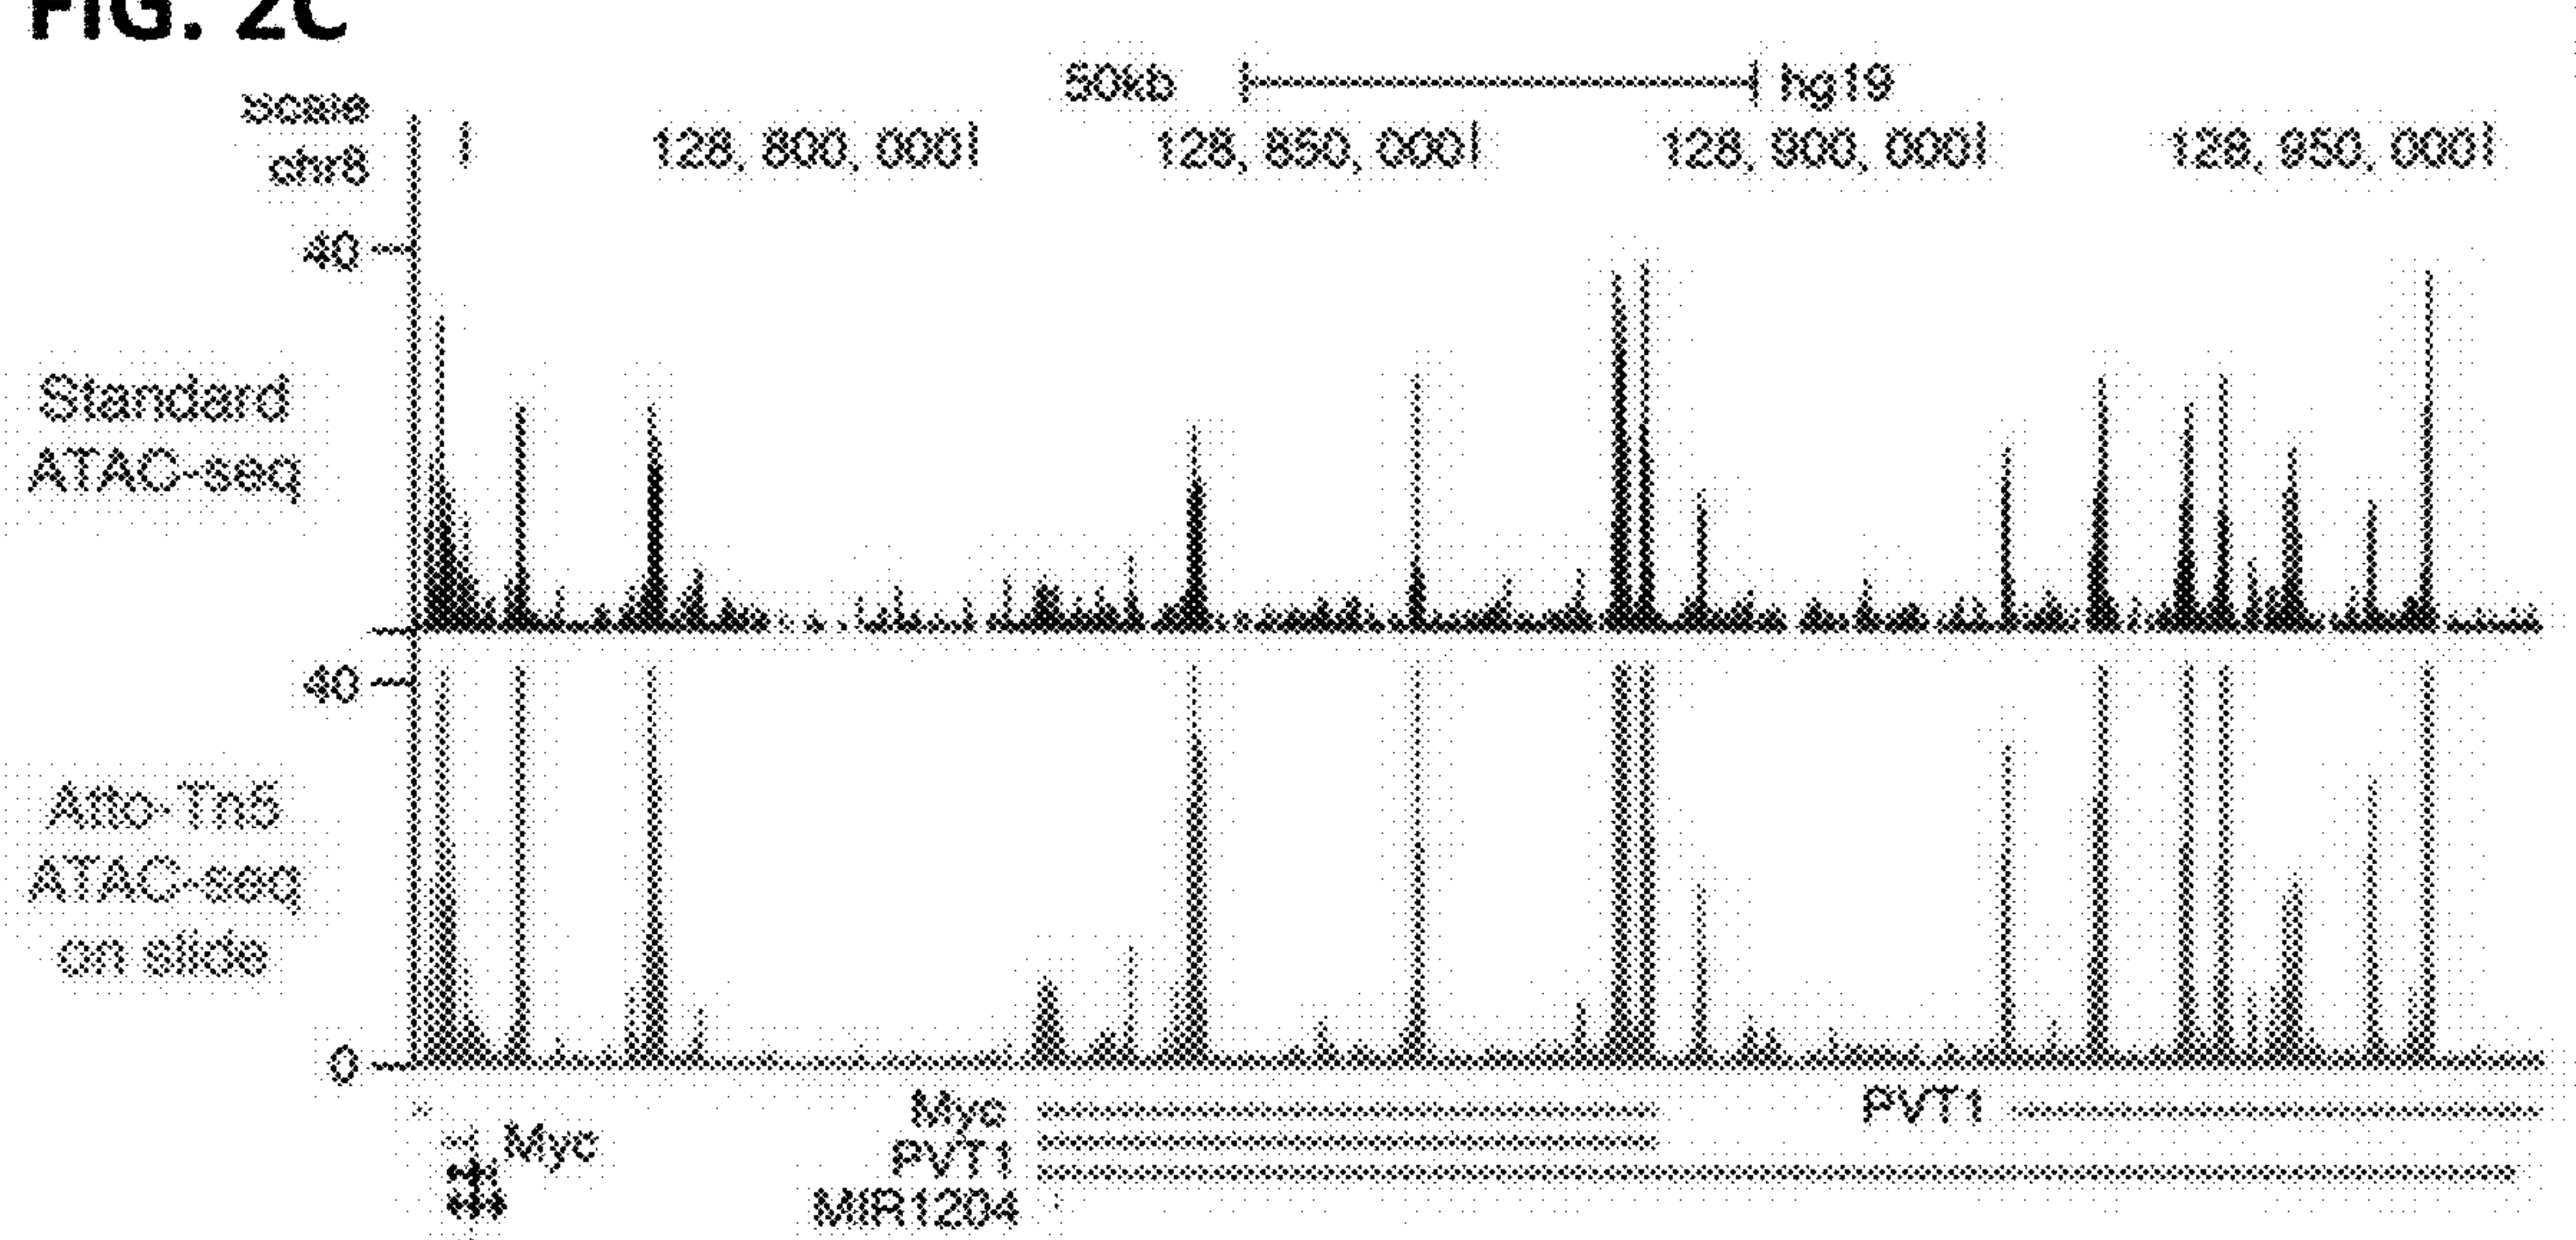 FIG. 2C
50kb hg19
Scale
chr8 128, 800, 000 128, 850, 000 128, 900, 000 128, 950, 000
40
Standard
ATAC-seq
40
Atto-Tn5
ATAC-seq
on slide
0
Myc PVT1
Myc
PVT1
MIR1204